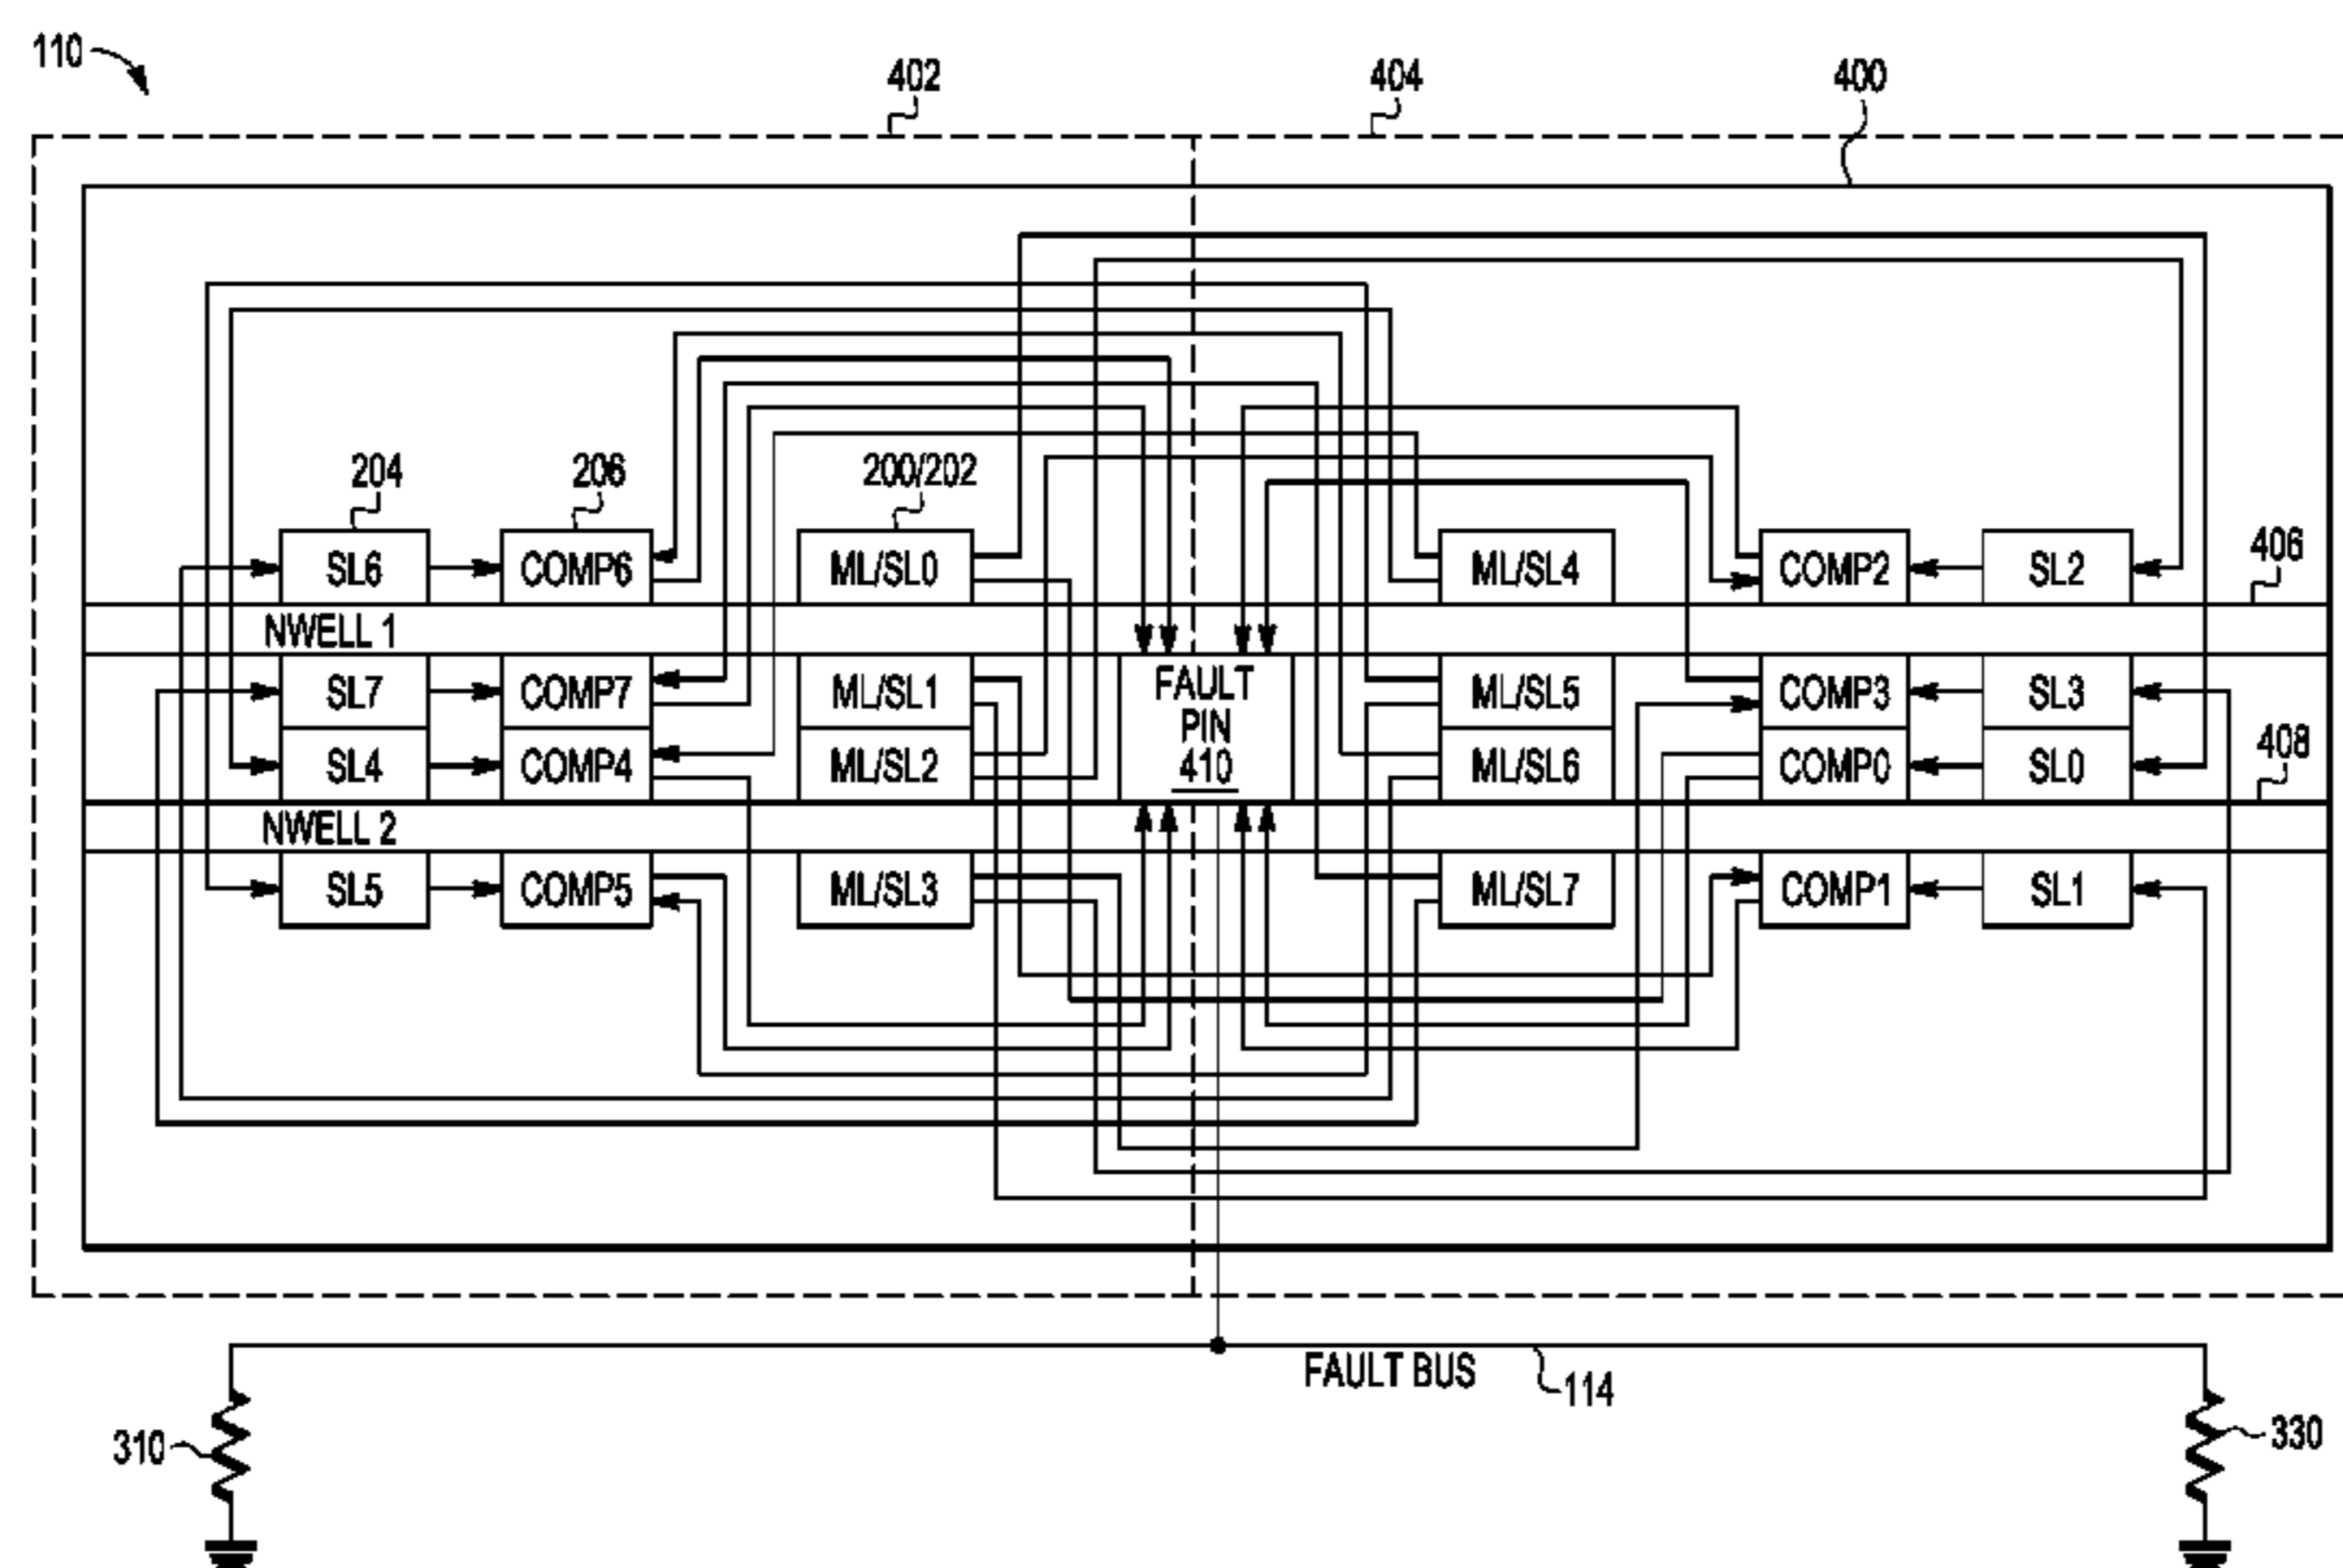 110
402
404
400
204
206
200/202
SL6
COMP6
ML/SL0
ML/SL4
COMP2
SL2
406
NWELL 1
SL7
COMP7
ML/SL1
FAULT
PIN
410
ML/SL5
COMP3
SL3
SL4
COMP4
ML/SL2
ML/SL6
COMP0
SL0
408
NWELL 2
SL5
COMP5
ML/SL3
ML/SL7
COMP1
SL1
FAULT BUS
114
310
330